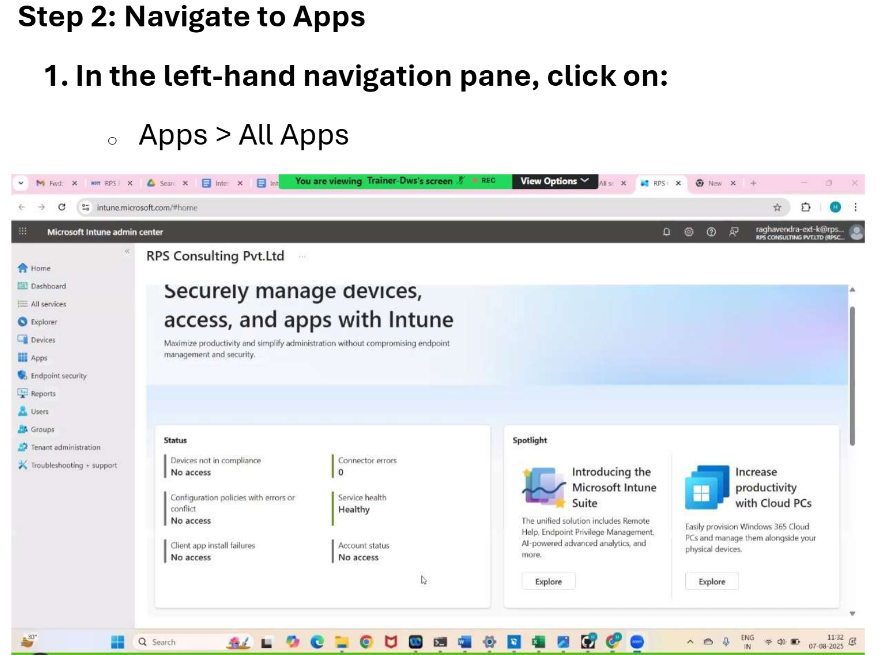 Step 2: Navigate to Apps
1. In the left-hand navigation pane, click on:
○ Apps > All Apps
You are viewing Trainer-Dws's screen REC View Options
RPS
New
intune.microsoft.com/#home
Microsoft Intune admin center
raghavendra-ext-k@rps...
RPS CONSULTING PVT.LTD (RPSC...
RPS Consulting Pvt.Ltd ...
Home
Dashboard
All services
Explorer
Devices
Apps
Endpoint security
Reports
Users
Groups
Tenant administration
Troubleshooting + support
Securely manage devices,
access, and apps with Intune
Maximize productivity and simplify administration without compromising endpoint
management and security.
Status
Devices not in compliance
No access
Connector errors
0
Configuration policies with errors or
conflict
No access
Service health
Healthy
Client app install failures
No access
Account status
No access
Spotlight
Introducing the
Microsoft Intune
Suite
The unified solution includes Remote
Help, Endpoint Privilege Management,
AI-powered advanced analytics, and
more.
Explore
Increase
productivity
with Cloud PCs
Easily provision Windows 365 Cloud
PCs and manage them alongside your
physical devices.
Explore
30°
Search
ENG
IN
11:32
07-08-2025